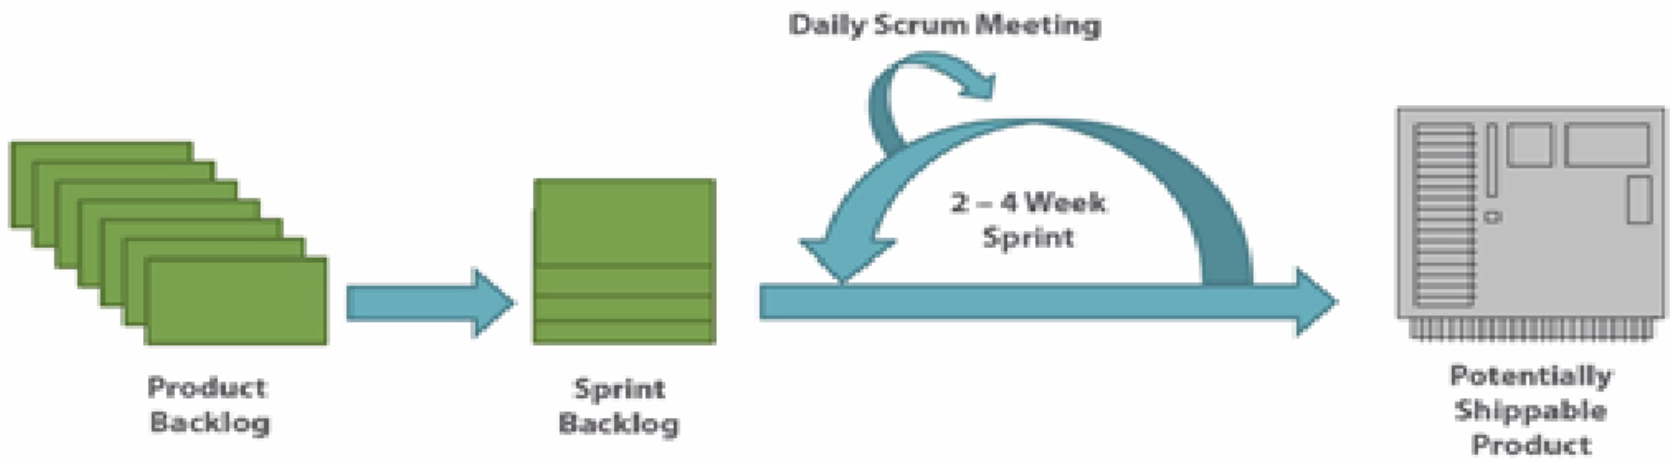 Daily Scrum Meeting
2 – 4 Week
Sprint
Product
Backlog
Sprint
Backlog
Potentially
Shippable
Product